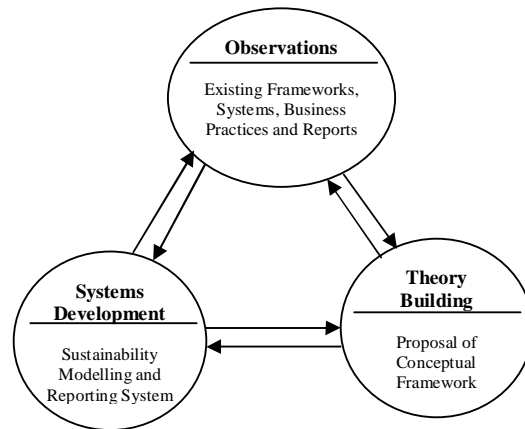 Observations
Existing Frameworks,
Systems, Business
Practices and Reports
Systems
Development
Sustainability
Modelling and
Reporting System
Theory
Building
Proposal of
Conceptual
Framework